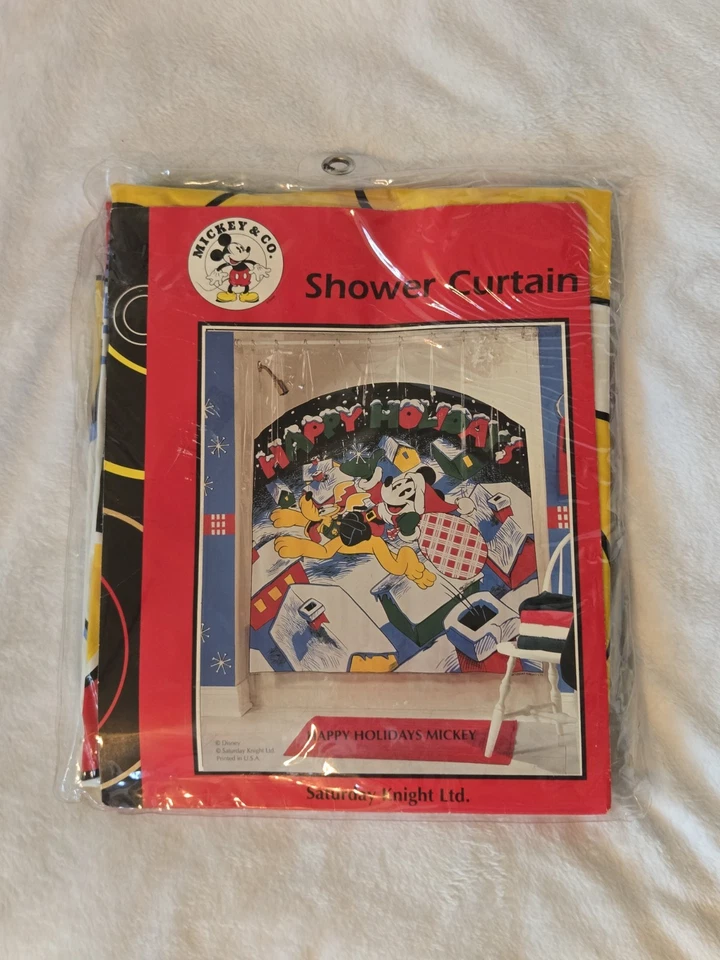 MICKEY & CO.
Shower Curtain
HAPPY HOLIDAYS
HAPPY HOLIDAYS MICKEY
© Disney
© Saturday Knight Ltd.
Printed in U.S.A.
Saturday Knight Ltd.